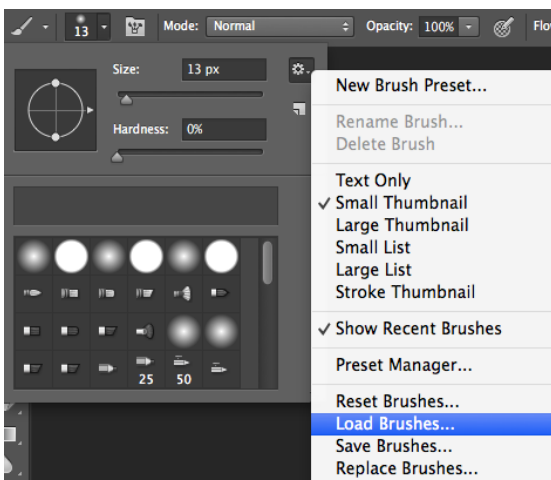 13 Mode: Normal Opacity: 100% Flo
Size: 13 px
Hardness: 0%
25 50
New Brush Preset...
Rename Brush...
Delete Brush
Text Only
✓ Small Thumbnail
Large Thumbnail
Small List
Large List
Stroke Thumbnail
✓ Show Recent Brushes
Preset Manager...
Reset Brushes...
Load Brushes...
Save Brushes...
Replace Brushes...